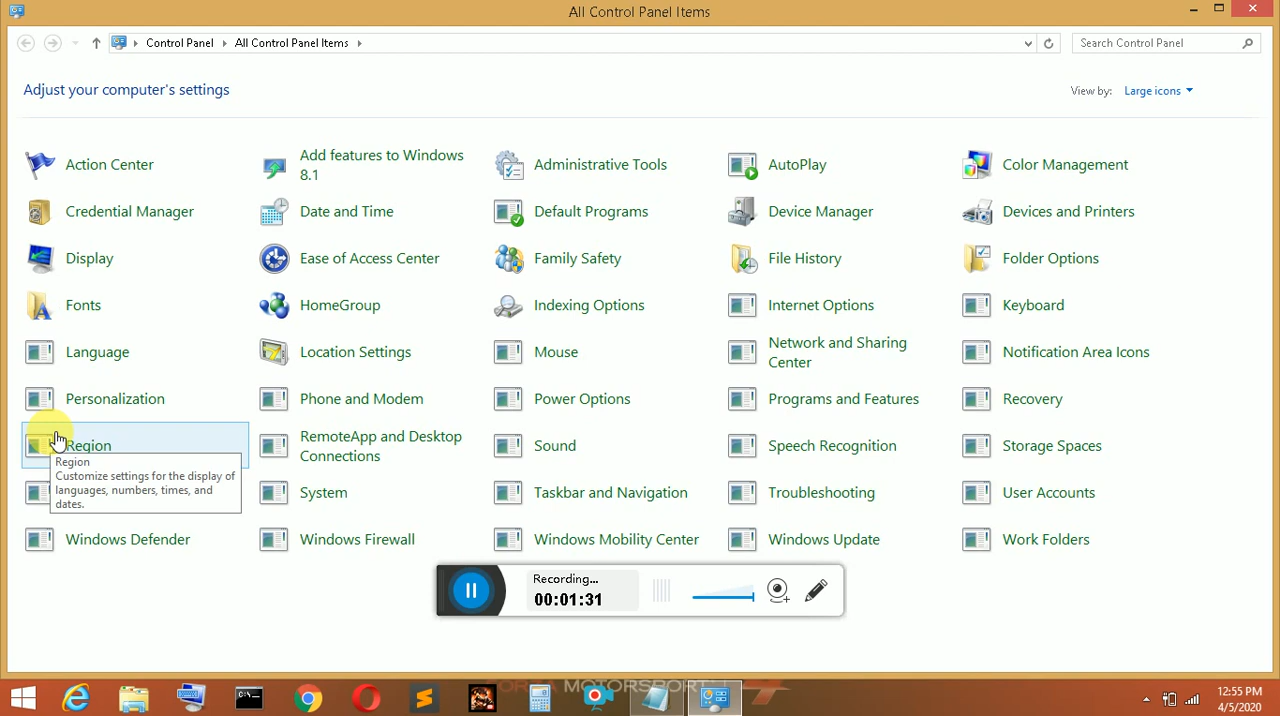 All Control Panel Items
Control Panel
All Control Panel Items
Search Control Panel
Adjust your computer's settings
View by:
Large icons
Action Center
Add features to Windows
8.1
Administrative Tools
AutoPlay
Color Management
Credential Manager
Date and Time
Default Programs
Device Manager
Devices and Printers
Display
Ease of Access Center
Family Safety
File History
Folder Options
Fonts
HomeGroup
Indexing Options
Internet Options
Keyboard
Language
Location Settings
Mouse
Network and Sharing
Center
Notification Area Icons
Personalization
Phone and Modem
Power Options
Programs and Features
Recovery
Region
RemoteApp and Desktop
Connections
Sound
Speech Recognition
Storage Spaces
Region
Customize settings for the display of
languages, numbers, times, and
dates.
System
Taskbar and Navigation
Troubleshooting
User Accounts
Windows Defender
Windows Firewall
Windows Mobility Center
Windows Update
Work Folders
Recording...
00:01:31
MOTORSPORT
12:55 PM
4/5/2020